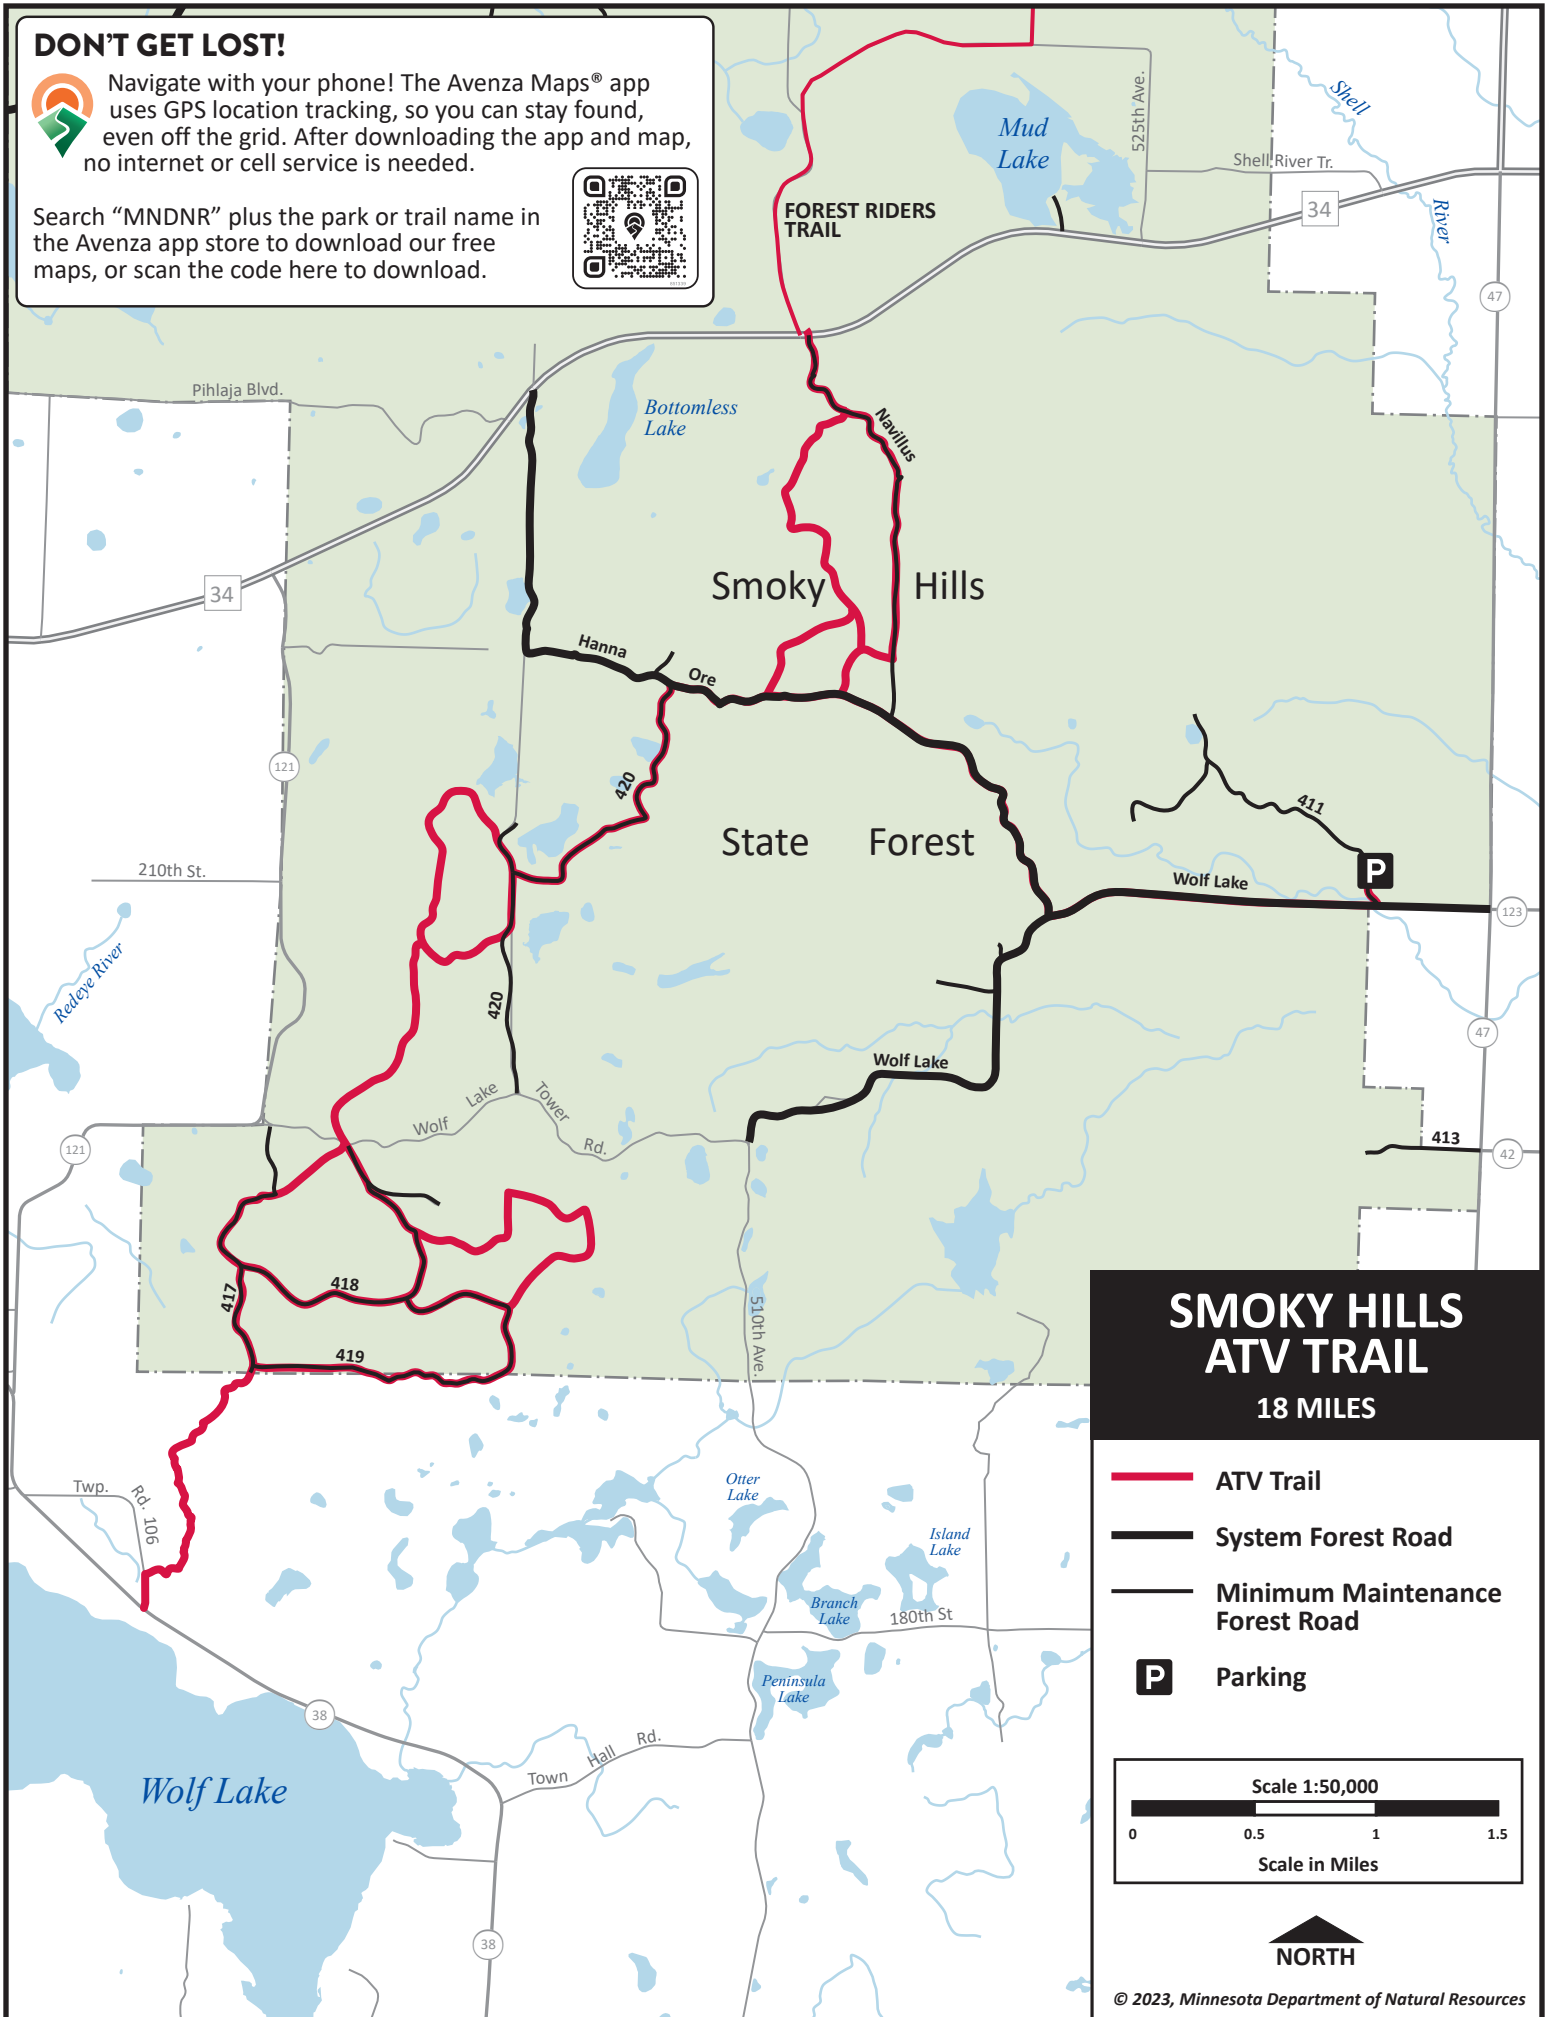 DON'T GET LOST!
Navigate with your phone! The Avenza Maps® app
uses GPS location tracking, so you can stay found,
even off the grid. After downloading the app and map,
no internet or cell service is needed.
Search “MNDNR” plus the park or trail name in
the Avenza app store to download our free
maps, or scan the code here to download.
Mud
Lake
525th Ave.
Shell
River
Shell River Tr.
34
FOREST RIDERS
TRAIL
47
Pihlaja Blvd.
Bottomless
Lake
Navillus
34
Smoky Hills
Hanna
Ore
121
420
411
State Forest
210th St.
P
Wolf Lake
123
Redeye River
420
47
Wolf Lake
Wolf Lake Tower Rd.
121
413
42
417
418
419
510th Ave.
SMOKY HILLS
ATV TRAIL
18 MILES
ATV Trail
System Forest Road
Minimum Maintenance
Forest Road
P
Parking
Twp. Rd. 106
Otter
Lake
Island
Lake
Branch
Lake
180th St
Peninsula
Lake
38
Town Hall Rd.
Wolf Lake
38
Scale 1:50,000
0 0.5 1 1.5
Scale in Miles
NORTH
© 2023, Minnesota Department of Natural Resources